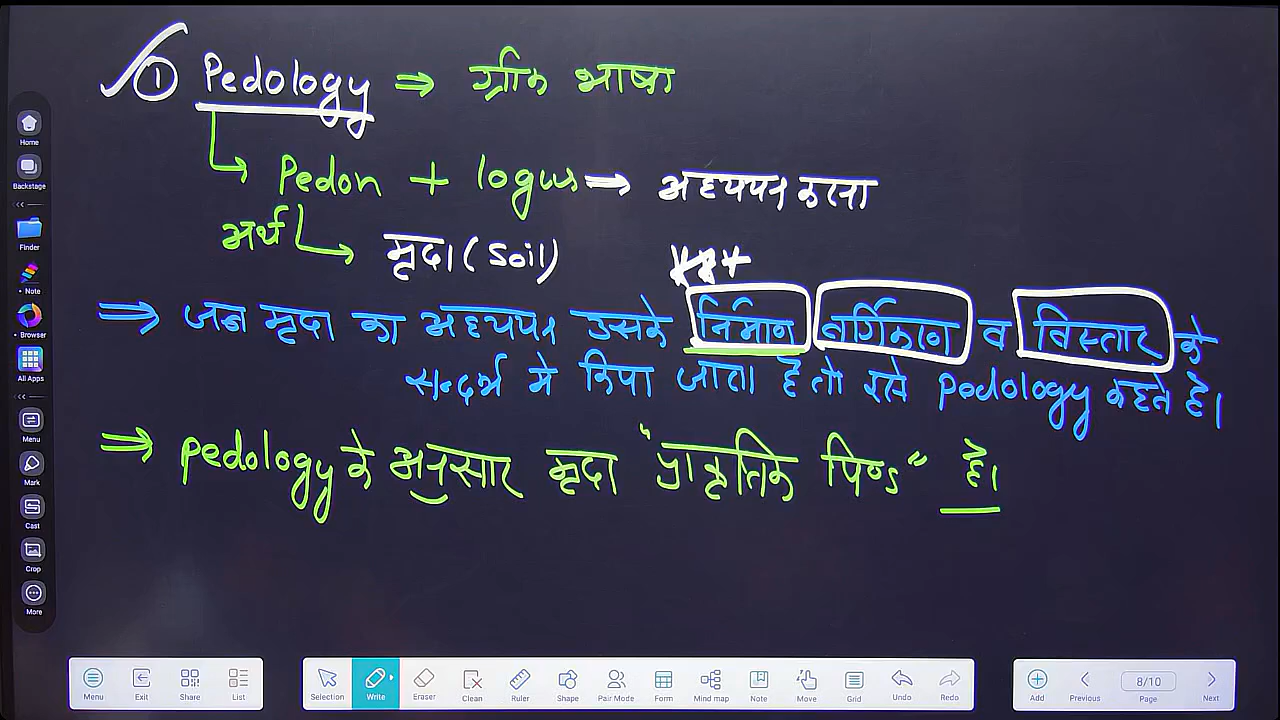 ① Pedology ⇒ ग्रीक भाषा
Pedon + logus ⇒ अध्ययन करना
अर्थ मृदा (Soil)
⇒ जब मृदा का अध्ययन उसके निर्माण वर्गिकरण व विस्तार के
सन्दर्भ मे किया जाता है तो इसे Pedology कहते है।
⇒ Pedology के अनुसार मृदा "प्राकृतिक पिण्ड" है।
Home
Backstage
Finder
Note
Browser
All Apps
Menu
Mark
Cast
Crop
More
Menu Exit Share List Selection Write Eraser Clean Ruler Shape Pair Mode Form Mind map Note Move Grid Undo Redo Add Previous 8/10 Page Next